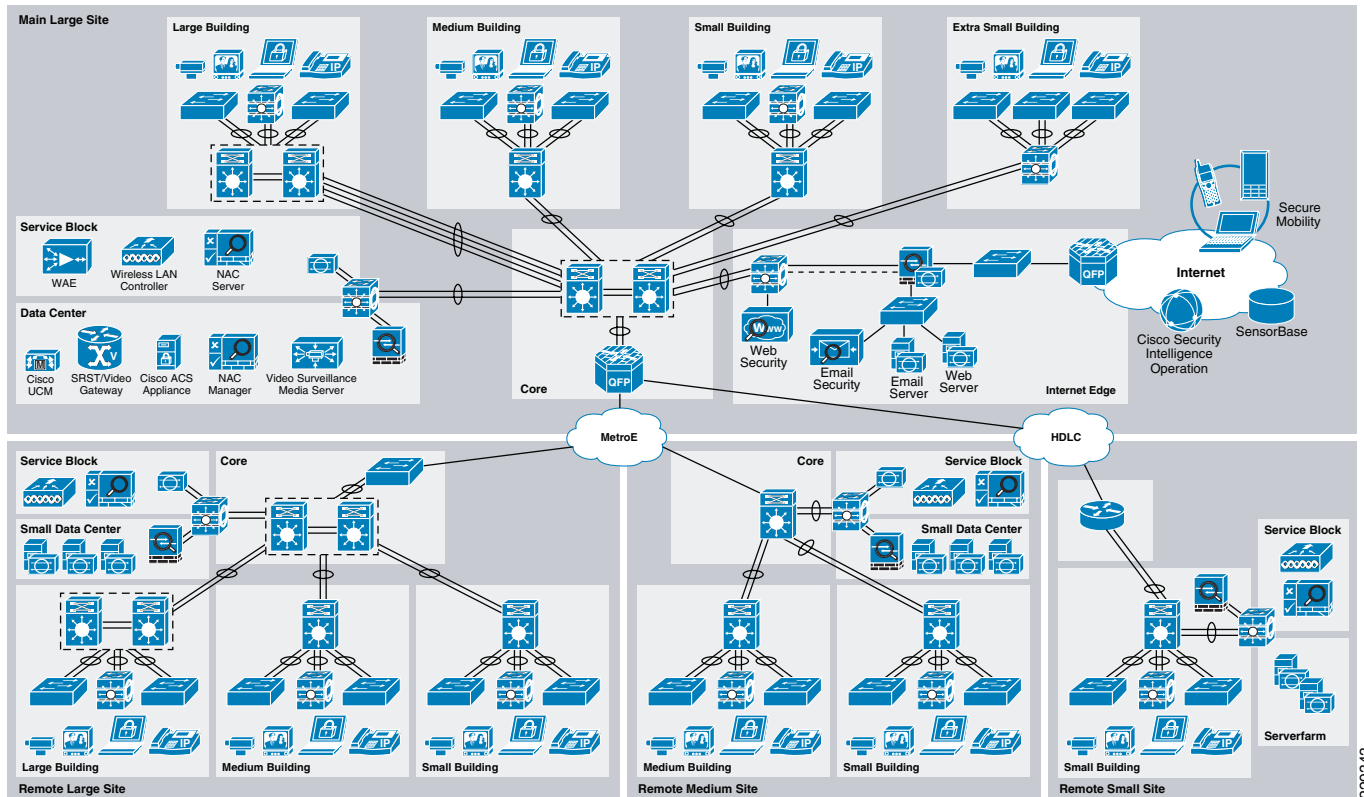 Main Large Site
Large Building
Medium Building
Small Building
Extra Small Building
IP
IP
IP
IP
Secure
Mobility
Service Block
WAE
Wireless LAN
Controller
NAC
Server
QFP
Internet
SensorBase
Cisco Security
Intelligence
Operation
Data Center
Cisco
UCM
M
SRST/Video
Gateway
V
Cisco ACS
Appliance
NAC
Manager
Video Surveillance
Media Server
Core
QFP
Www
Web
Security
Email
Security
Email
Server
Web
Server
Internet Edge
MetroE
HDLC
Service Block
Core
Small Data Center
IP
IP
IP
Large Building
Medium Building
Small Building
Remote Large Site
Core
Service Block
Small Data Center
IP
IP
Medium Building
Small Building
Remote Medium Site
Service Block
Serverfarm
IP
Small Building
Remote Small Site